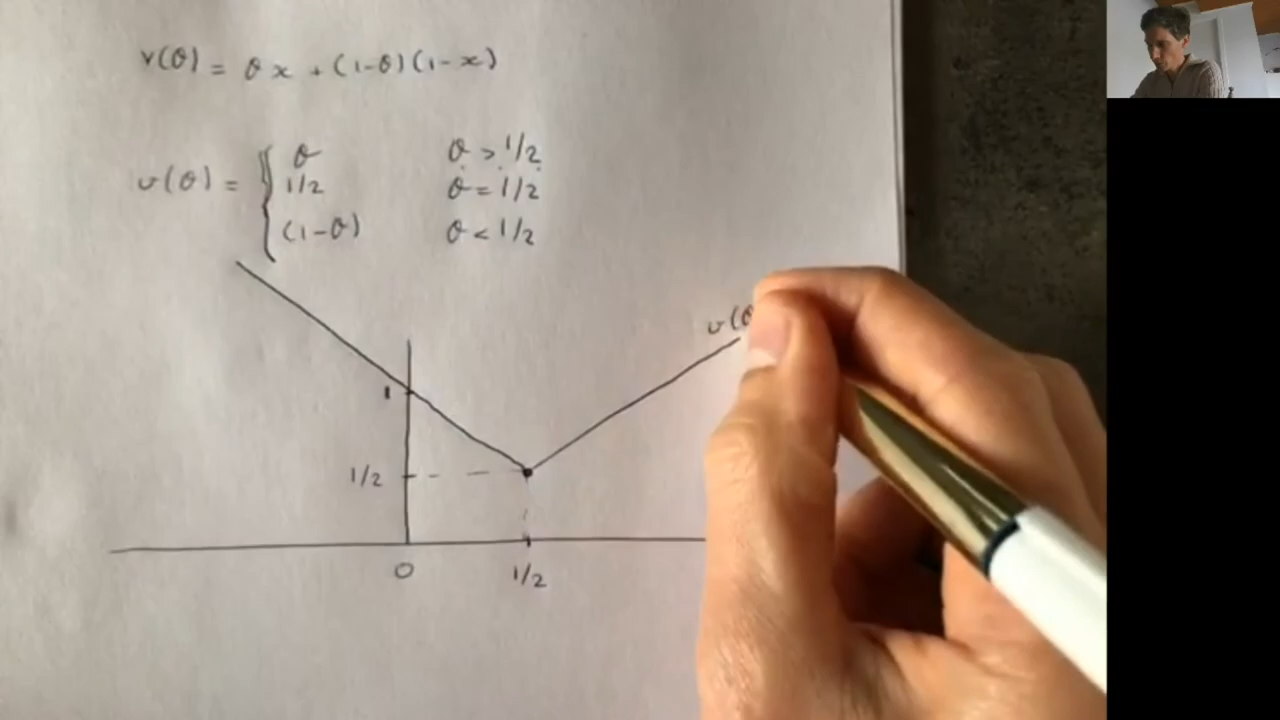 v(θ) = θx + (1-θ)(1-x)
v(θ) = { θ θ > 1/2
1/2 θ = 1/2
(1-θ) θ < 1/2
v(θ
1
1/2
0 1/2